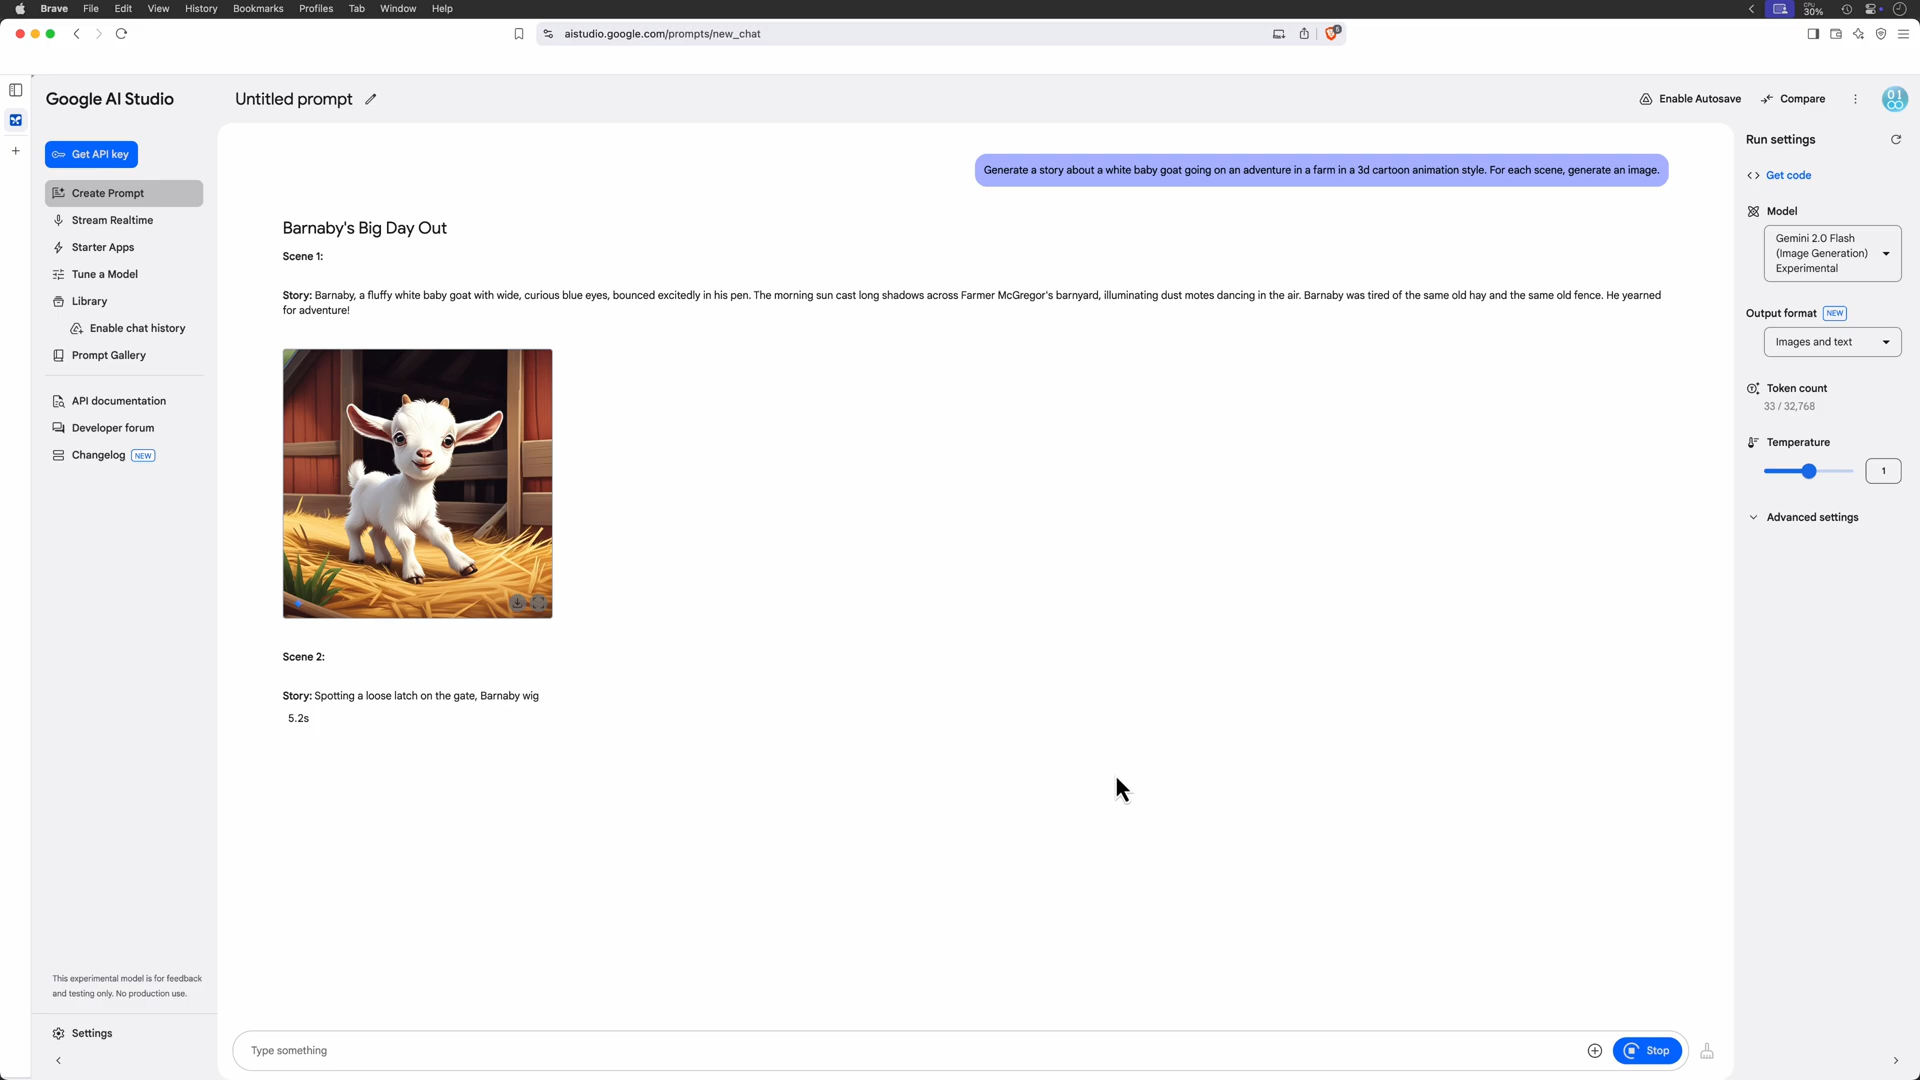 Brave File Edit View History Bookmarks Profiles Tab Window Help
CPU
30%
aistudio.google.com/prompts/new_chat
6
Google AI Studio
Untitled prompt
Enable Autosave
Compare
Get API key
Create Prompt
Stream Realtime
Starter Apps
Tune a Model
Library
Enable chat history
Prompt Gallery
API documentation
Developer forum
Changelog NEW
This experimental model is for feedback
and testing only. No production use.
Settings
Generate a story about a white baby goat going on an adventure in a farm in a 3d cartoon animation style. For each scene, generate an image.
Barnaby's Big Day Out
Scene 1:
Story: Barnaby, a fluffy white baby goat with wide, curious blue eyes, bounced excitedly in his pen. The morning sun cast long shadows across Farmer McGregor's barnyard, illuminating dust motes dancing in the air. Barnaby was tired of the same old hay and the same old fence. He yearned
for adventure!
Scene 2:
Story: Spotting a loose latch on the gate, Barnaby wig
5.2s
Type something
Stop
Run settings
Get code
Model
Gemini 2.0 Flash
(Image Generation)
Experimental
Output format NEW
Images and text
Token count
33 / 32,768
Temperature
1
Advanced settings